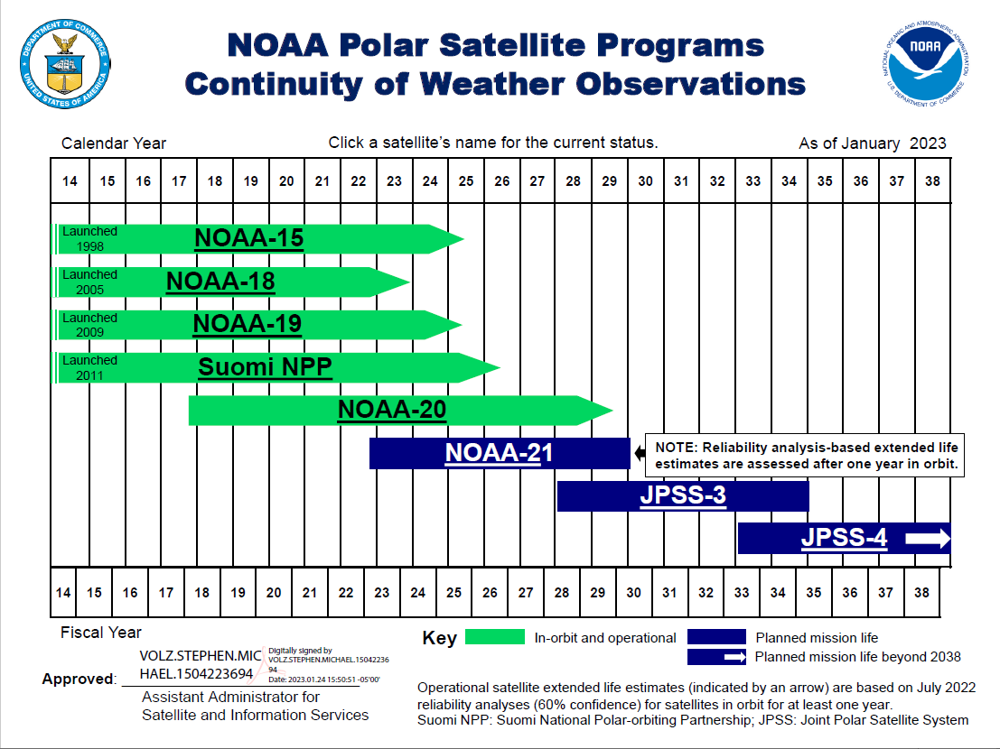 NOAA Polar Satellite Programs
Continuity of Weather Observations
DEPARTMENT OF COMMERCE
UNITED STATES OF AMERICA
NATIONAL OCEANIC AND ATMOSPHERIC ADMINISTRATION
NOAA
U.S. DEPARTMENT OF COMMERCE
Calendar Year
Click a satellite's name for the current status.
As of January 2023
14 15 16 17 18 19 20 21 22 23 24 25 26 27 28 29 30 31 32 33 34 35 36 37 38
Launched
1998
NOAA-15
Launched
2005
NOAA-18
Launched
2009
NOAA-19
Launched
2011
Suomi NPP
NOAA-20
NOAA-21
NOTE: Reliability analysis-based extended life
estimates are assessed after one year in orbit.
JPSS-3
JPSS-4
14 15 16 17 18 19 20 21 22 23 24 25 26 27 28 29 30 31 32 33 34 35 36 37 38
Fiscal Year
Key
In-orbit and operational
Planned mission life
Planned mission life beyond 2038
Approved:
VOLZ.STEPHEN.MIC
HAEL.1504223694
Digitally signed by
VOLZ.STEPHEN.MICHAEL.15042236
94
Date: 2023.01.24 15:50:51 -05'00'
Assistant Administrator for
Satellite and Information Services
Operational satellite extended life estimates (indicated by an arrow) are based on July 2022
reliability analyses (60% confidence) for satellites in orbit for at least one year.
Suomi NPP: Suomi National Polar-orbiting Partnership; JPSS: Joint Polar Satellite System